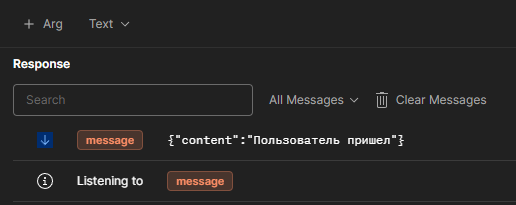 + Arg Text
Response
Search All Messages Clear Messages
message {"content":"Пользователь пришел"}
Listening to message